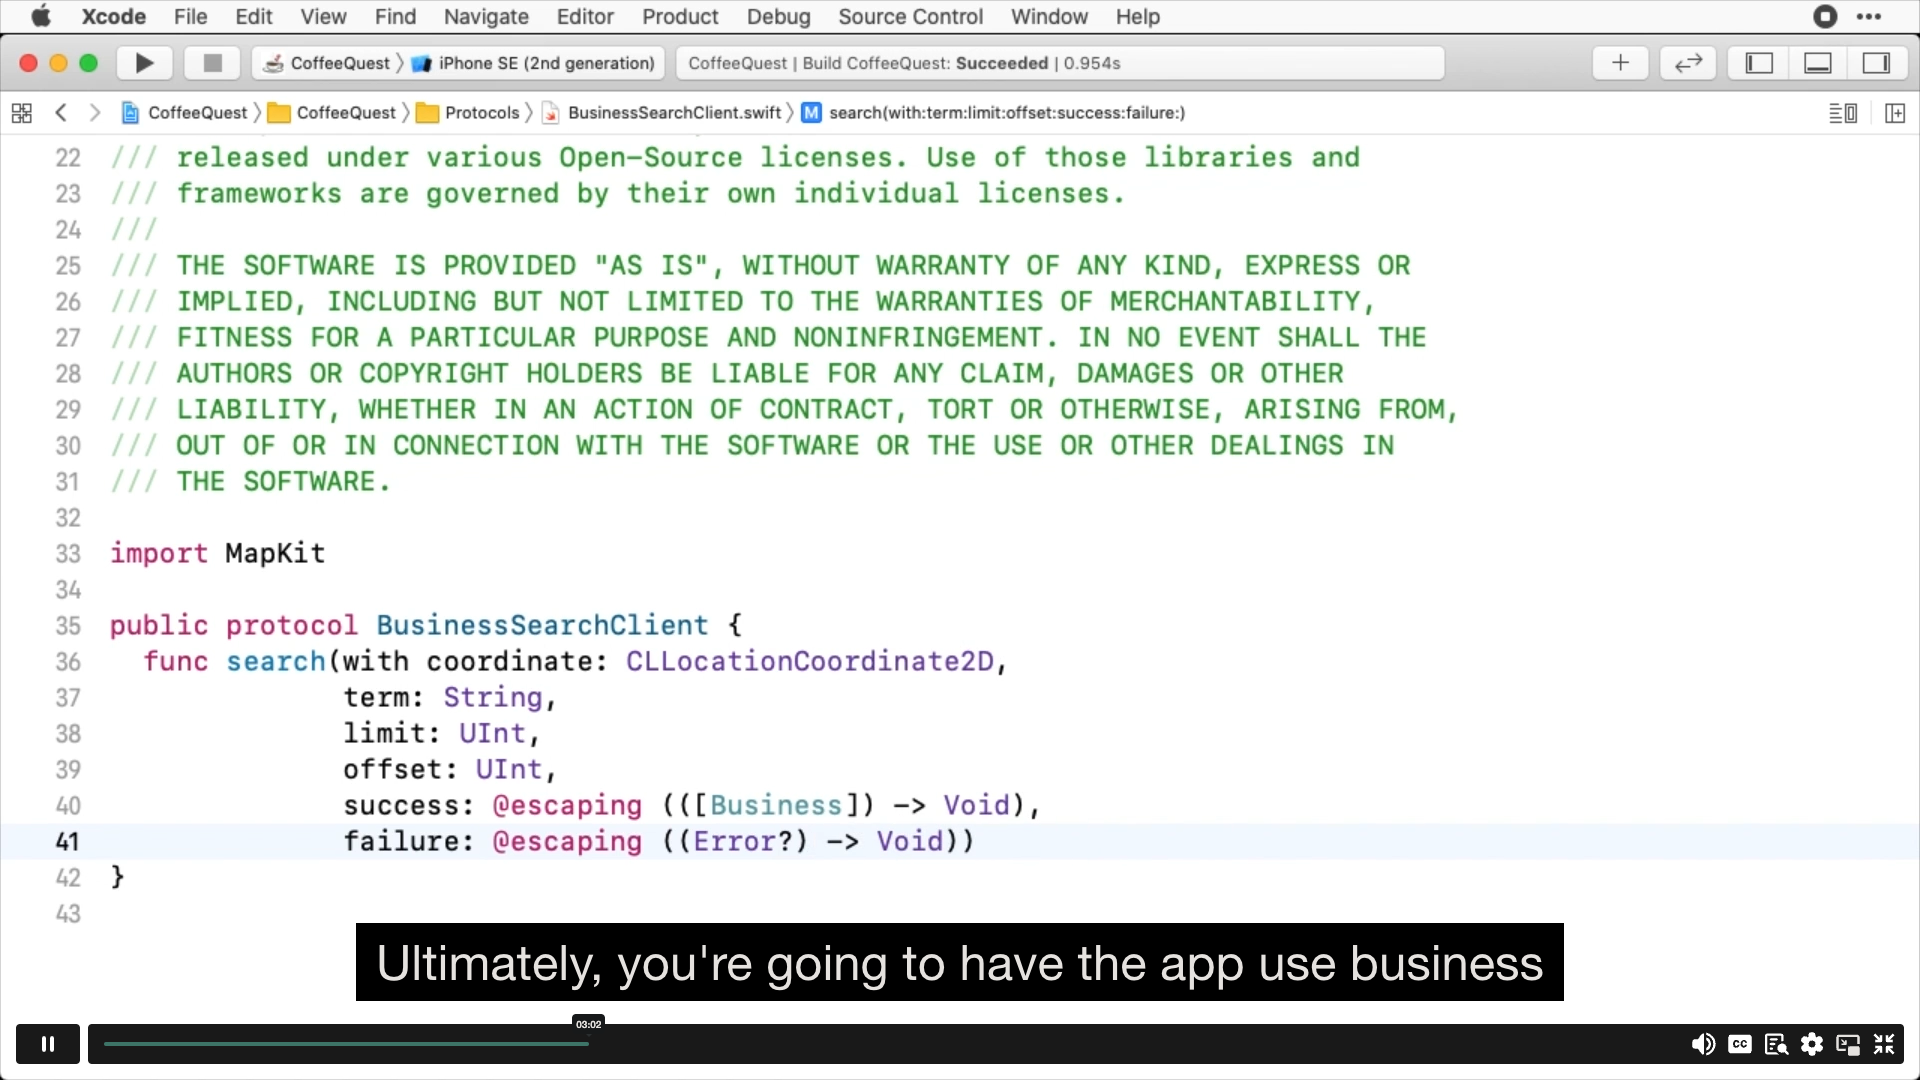 Xcode File Edit View Find Navigate Editor Product Debug Source Control Window Help
CoffeeQuest iPhone SE (2nd generation) CoffeeQuest | Build CoffeeQuest: Succeeded | 0.954s
CoffeeQuest CoffeeQuest Protocols BusinessSearchClient.swift M search(with:term:limit:offset:success:failure:)
22 /// released under various Open-Source licenses. Use of those libraries and
23 /// frameworks are governed by their own individual licenses.
24 ///
25 /// THE SOFTWARE IS PROVIDED "AS IS", WITHOUT WARRANTY OF ANY KIND, EXPRESS OR
26 /// IMPLIED, INCLUDING BUT NOT LIMITED TO THE WARRANTIES OF MERCHANTABILITY,
27 /// FITNESS FOR A PARTICULAR PURPOSE AND NONINFRINGEMENT. IN NO EVENT SHALL THE
28 /// AUTHORS OR COPYRIGHT HOLDERS BE LIABLE FOR ANY CLAIM, DAMAGES OR OTHER
29 /// LIABILITY, WHETHER IN AN ACTION OF CONTRACT, TORT OR OTHERWISE, ARISING FROM,
30 /// OUT OF OR IN CONNECTION WITH THE SOFTWARE OR THE USE OR OTHER DEALINGS IN
31 /// THE SOFTWARE.
32
33 import MapKit
34
35 public protocol BusinessSearchClient {
36 func search(with coordinate: CLLocationCoordinate2D,
37 term: String,
38 limit: UInt,
39 offset: UInt,
40 success: @escaping (([Business]) -> Void),
41 failure: @escaping ((Error?) -> Void))
42 }
43
Ultimately, you're going to have the app use business
03:02
CC